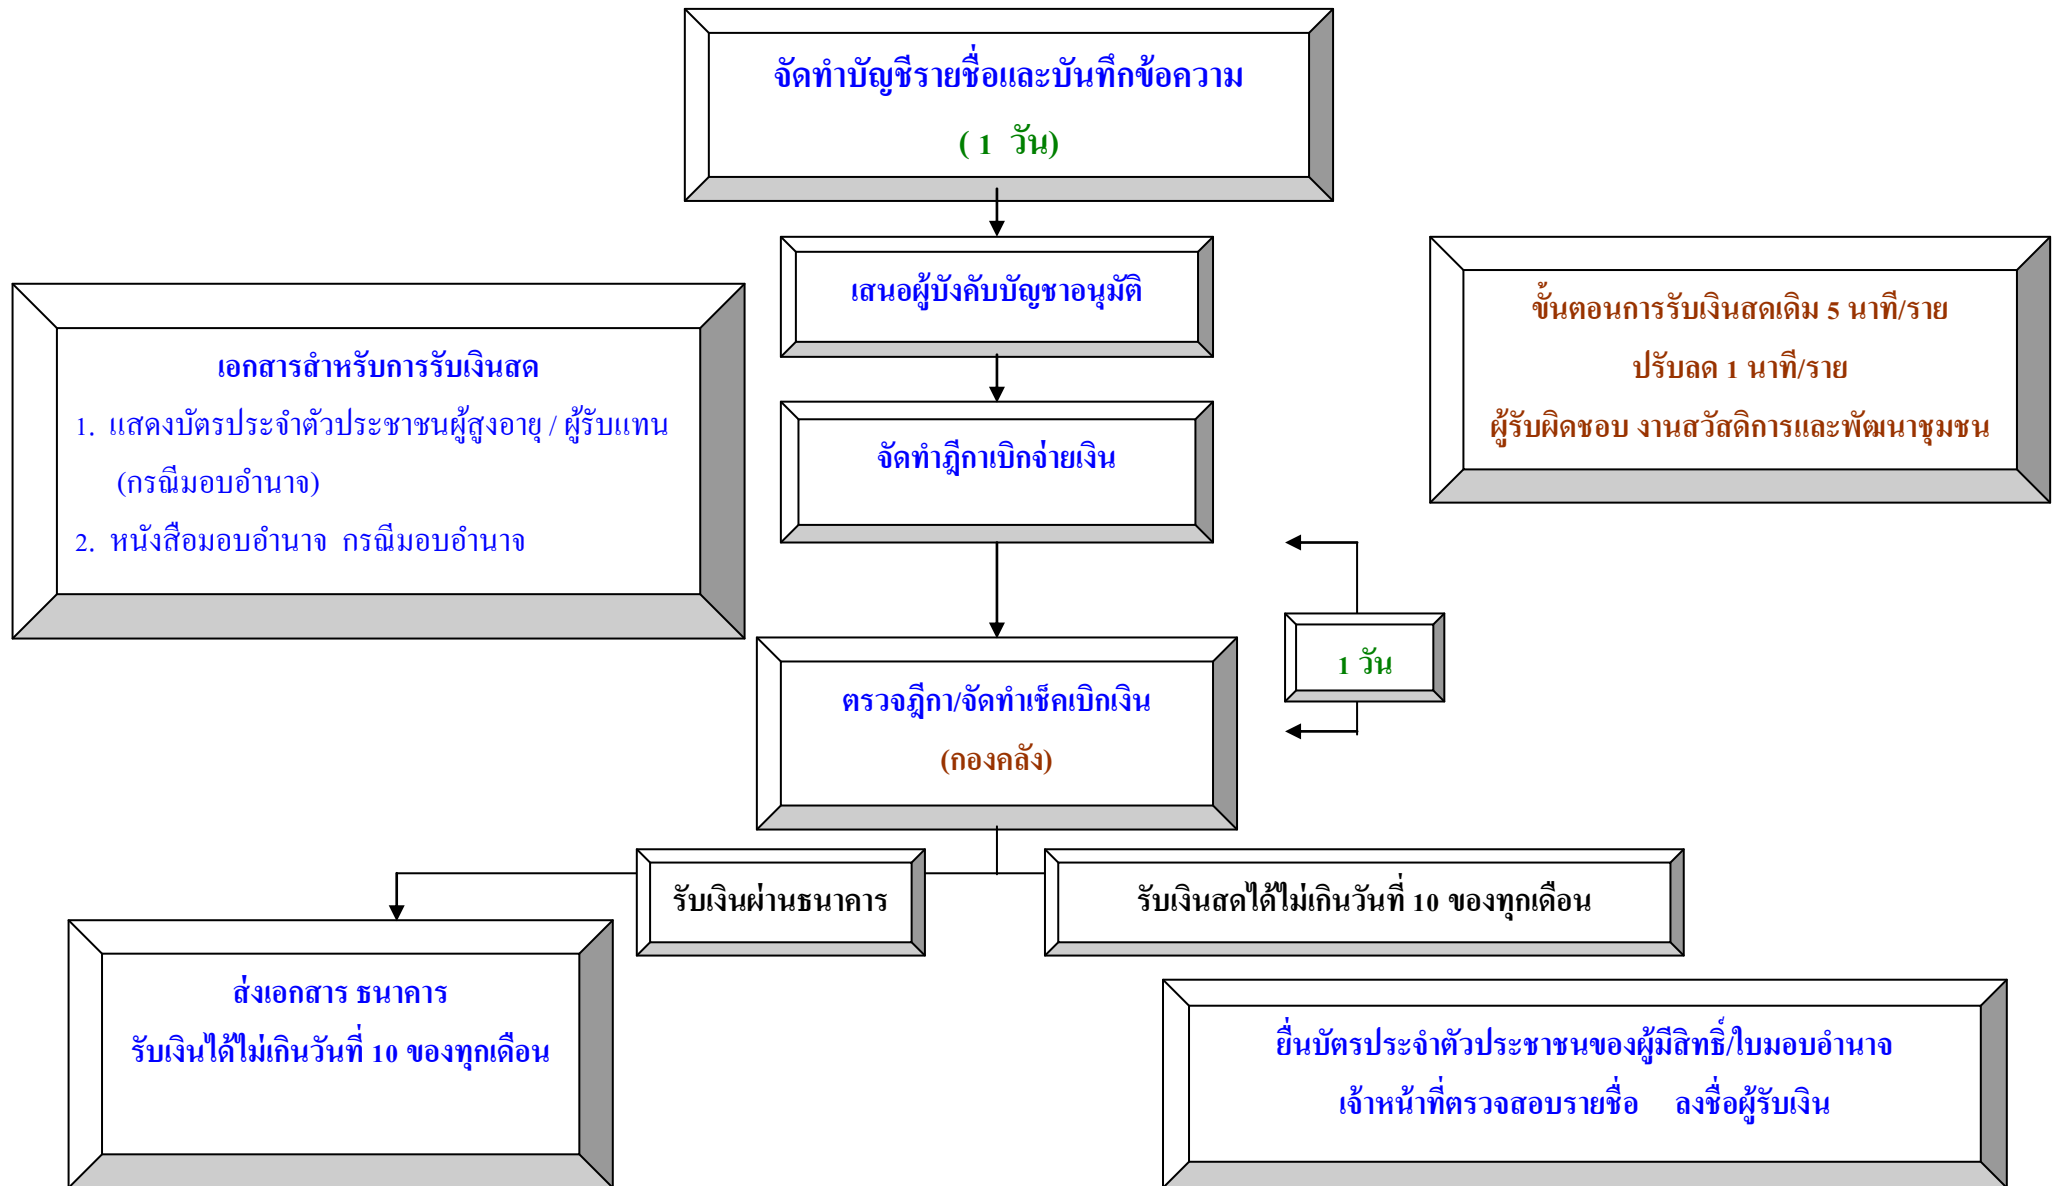 จัดทำบัญชีรายชื่อและบันทึกข้อความ
( 1 วัน)
เสนอผู้บังคับบัญชาอนุมัติ
ขั้นตอนการรับเงินสดเดิม 5 นาที/ราย
ปรับลด 1 นาที/ราย
ผู้รับผิดชอบ งานสวัสดิการและพัฒนาชุมชน
เอกสารสำหรับการรับเงินสด
1. แสดงบัตรประจำตัวประชาชนผู้สูงอายุ / ผู้รับแทน
(กรณีมอบอำนาจ)
2. หนังสือมอบอำนาจ กรณีมอบอำนาจ
จัดทำฎีกาเบิกจ่ายเงิน
1 วัน
ตรวจฎีกา/จัดทำเช็คเบิกเงิน
(กองคลัง)
รับเงินผ่านธนาคาร
รับเงินสดได้ไม่เกินวันที่ 10 ของทุกเดือน
ส่งเอกสาร ธนาคาร
รับเงินได้ไม่เกินวันที่ 10 ของทุกเดือน
ยื่นบัตรประจำตัวประชาชนของผู้มีสิทธิ์/ใบมอบอำนาจ
เจ้าหน้าที่ตรวจสอบรายชื่อ ลงชื่อผู้รับเงิน